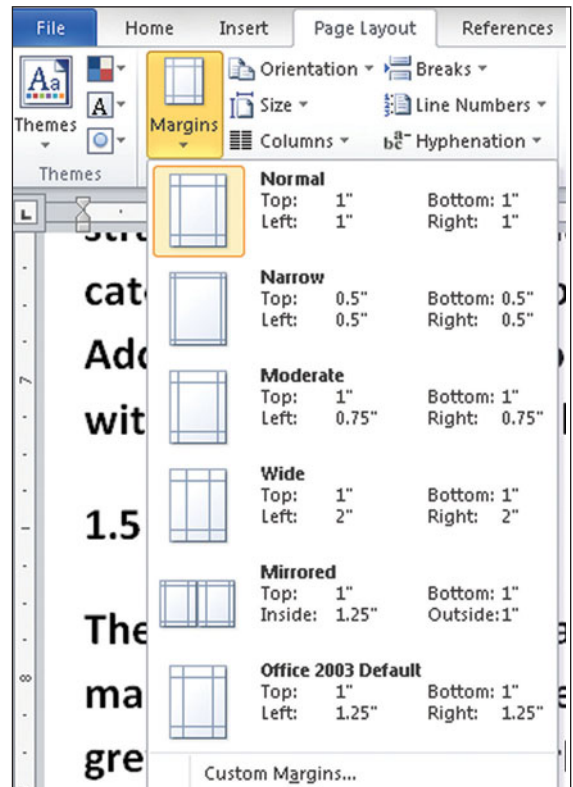 File Home Insert Page Layout References
Orientation Breaks
Size Line Numbers
Columns Hyphenation
Themes Margins
Themes
Normal
Top: 1" Bottom: 1"
Left: 1" Right: 1"
Narrow
Top: 0.5" Bottom: 0.5"
Left: 0.5" Right: 0.5"
Moderate
Top: 1" Bottom: 1"
Left: 0.75" Right: 0.75"
Wide
Top: 1" Bottom: 1"
Left: 2" Right: 2"
Mirrored
Top: 1" Bottom: 1"
Inside: 1.25" Outside:1"
Office 2003 Default
Top: 1" Bottom: 1"
Left: 1.25" Right: 1.25"
Custom Margins...
cat
wit
1.5
The
ma
gre
7
8